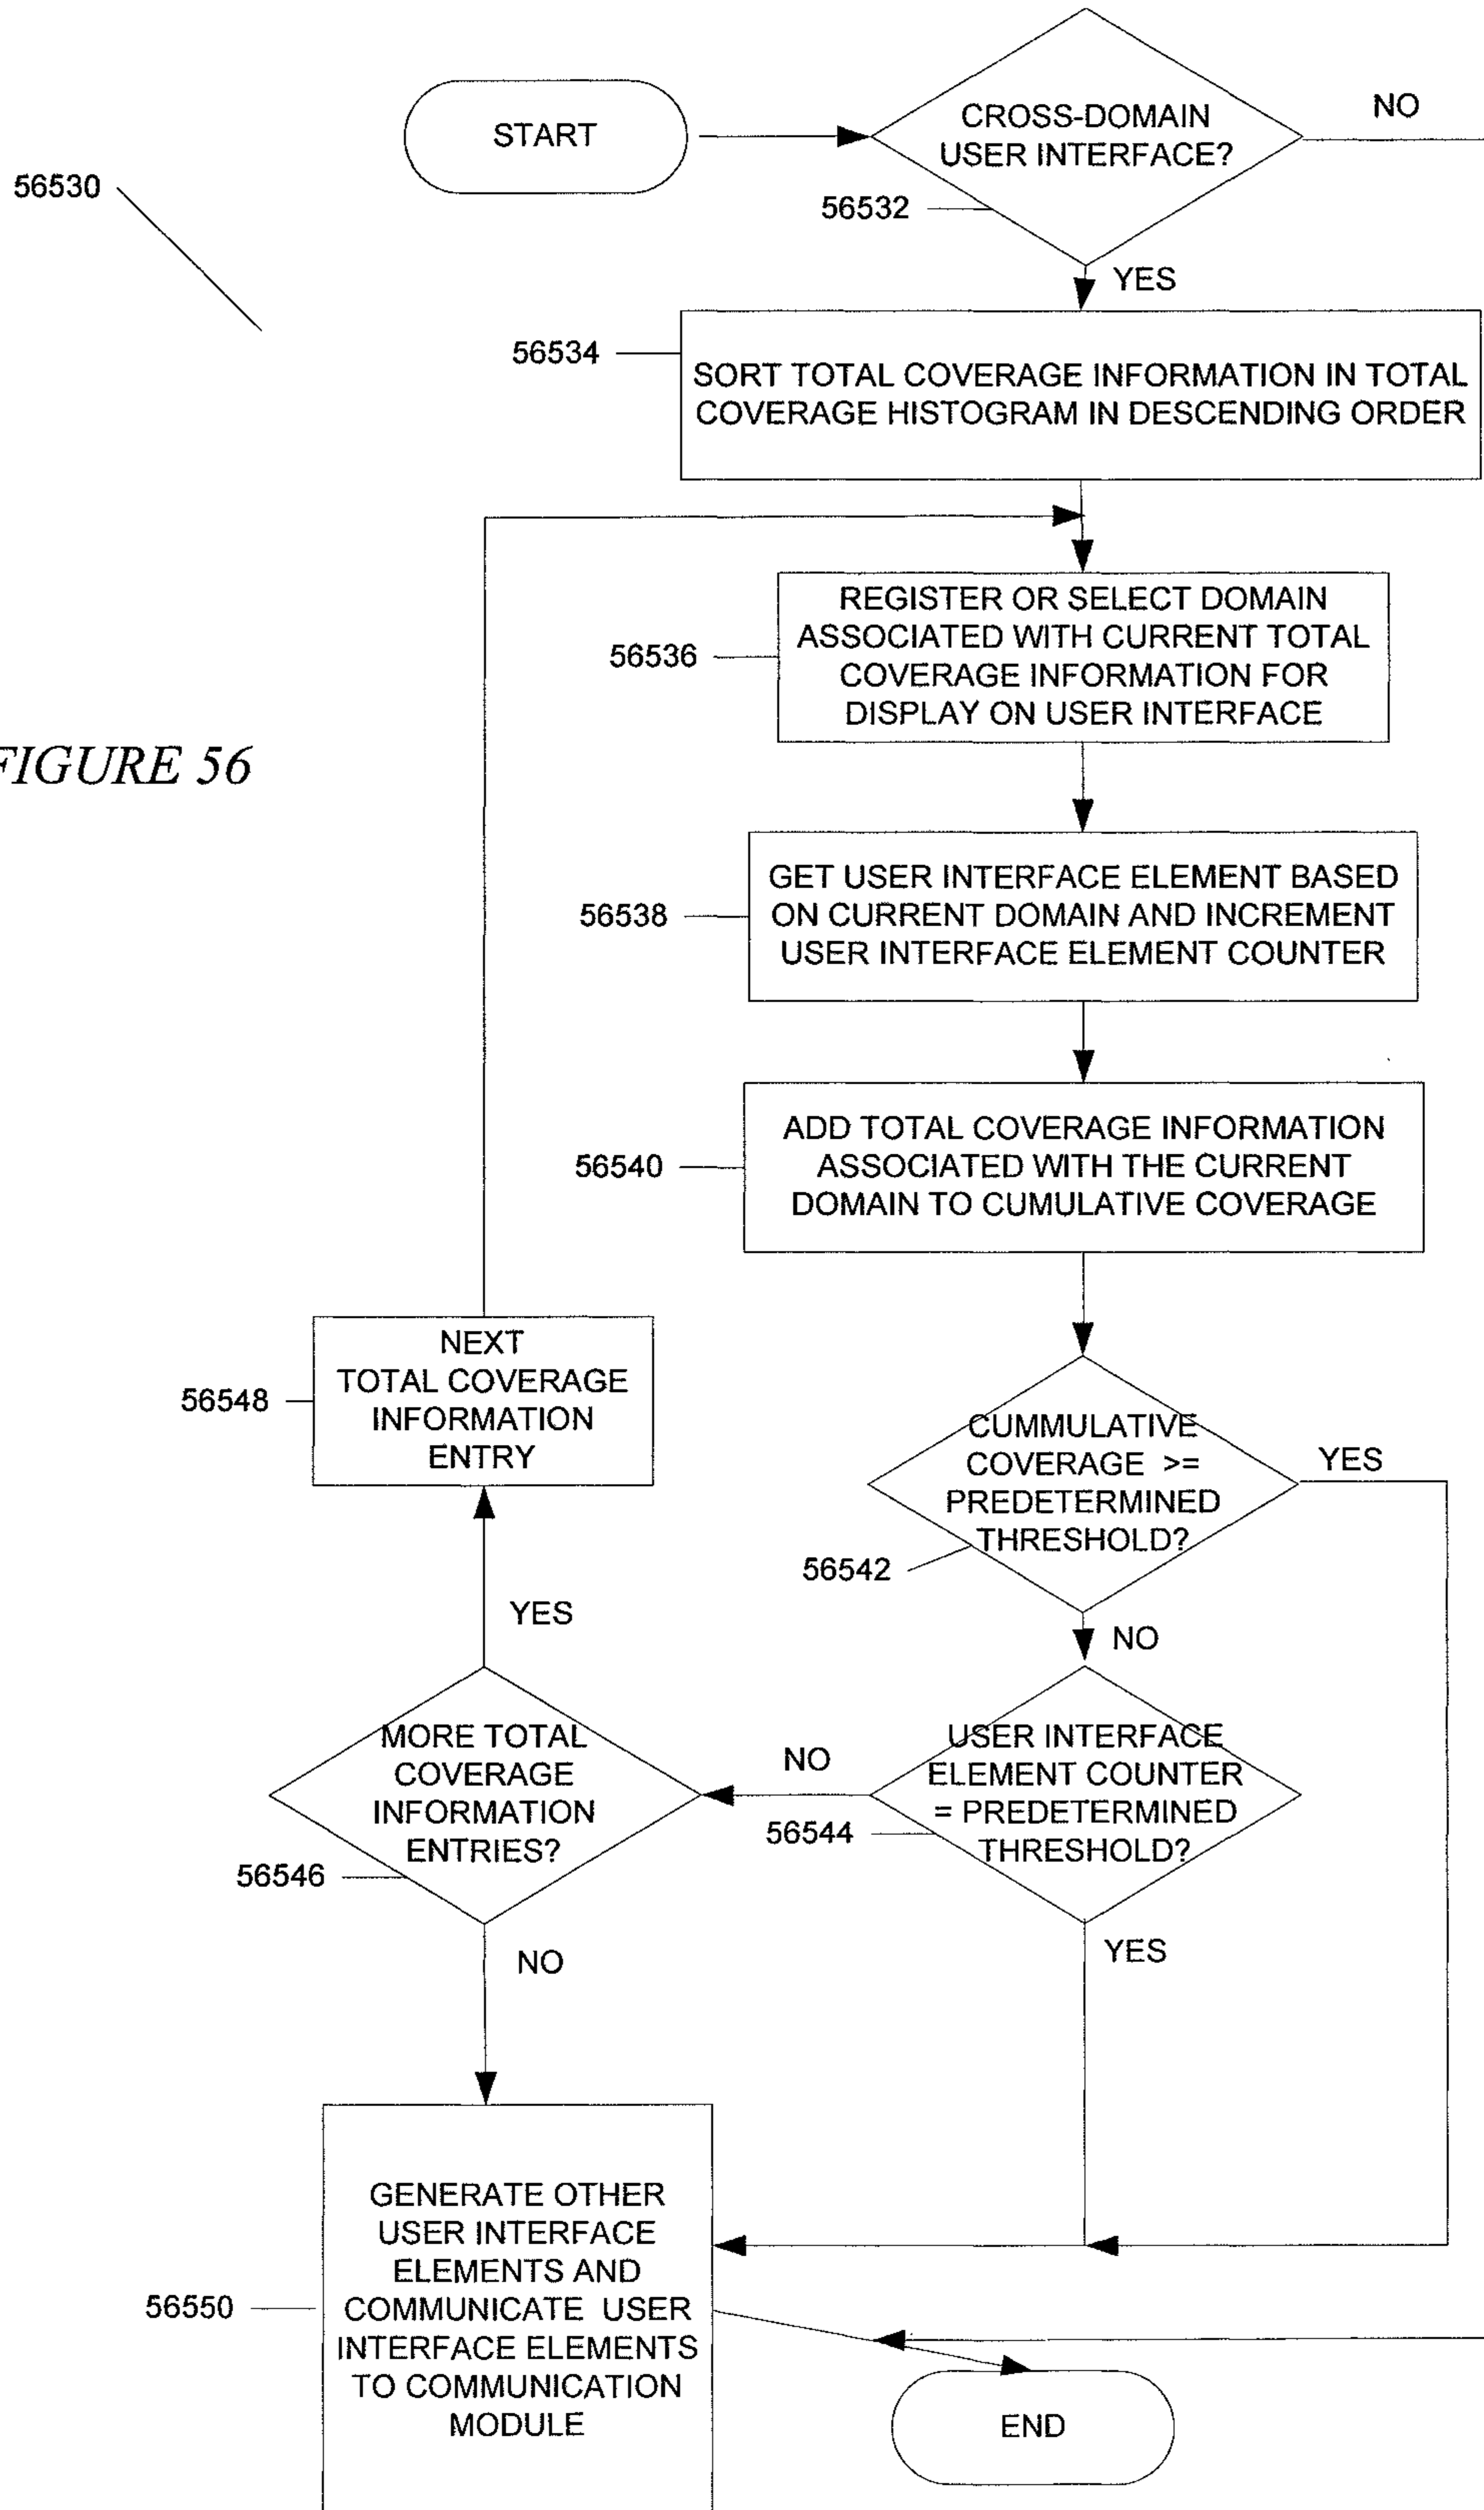 START
CROSS-DOMAIN
USER INTERFACE?
NO
56530
56532
YES
56534
SORT TOTAL COVERAGE INFORMATION IN TOTAL
COVERAGE HISTOGRAM IN DESCENDING ORDER
56536
REGISTER OR SELECT DOMAIN
ASSOCIATED WITH CURRENT TOTAL
COVERAGE INFORMATION FOR
DISPLAY ON USER INTERFACE
FIGURE 56
56538
GET USER INTERFACE ELEMENT BASED
ON CURRENT DOMAIN AND INCREMENT
USER INTERFACE ELEMENT COUNTER
56540
ADD TOTAL COVERAGE INFORMATION
ASSOCIATED WITH THE CURRENT
DOMAIN TO CUMULATIVE COVERAGE
56548
NEXT
TOTAL COVERAGE
INFORMATION
ENTRY
CUMMULATIVE
COVERAGE >=
PREDETERMINED
THRESHOLD?
YES
56542
YES
NO
MORE TOTAL
COVERAGE
INFORMATION
ENTRIES?
56546
NO
USER INTERFACE
ELEMENT COUNTER
= PREDETERMINED
THRESHOLD?
56544
NO
YES
56550
GENERATE OTHER
USER INTERFACE
ELEMENTS AND
COMMUNICATE USER
INTERFACE ELEMENTS
TO COMMUNICATION
MODULE
END